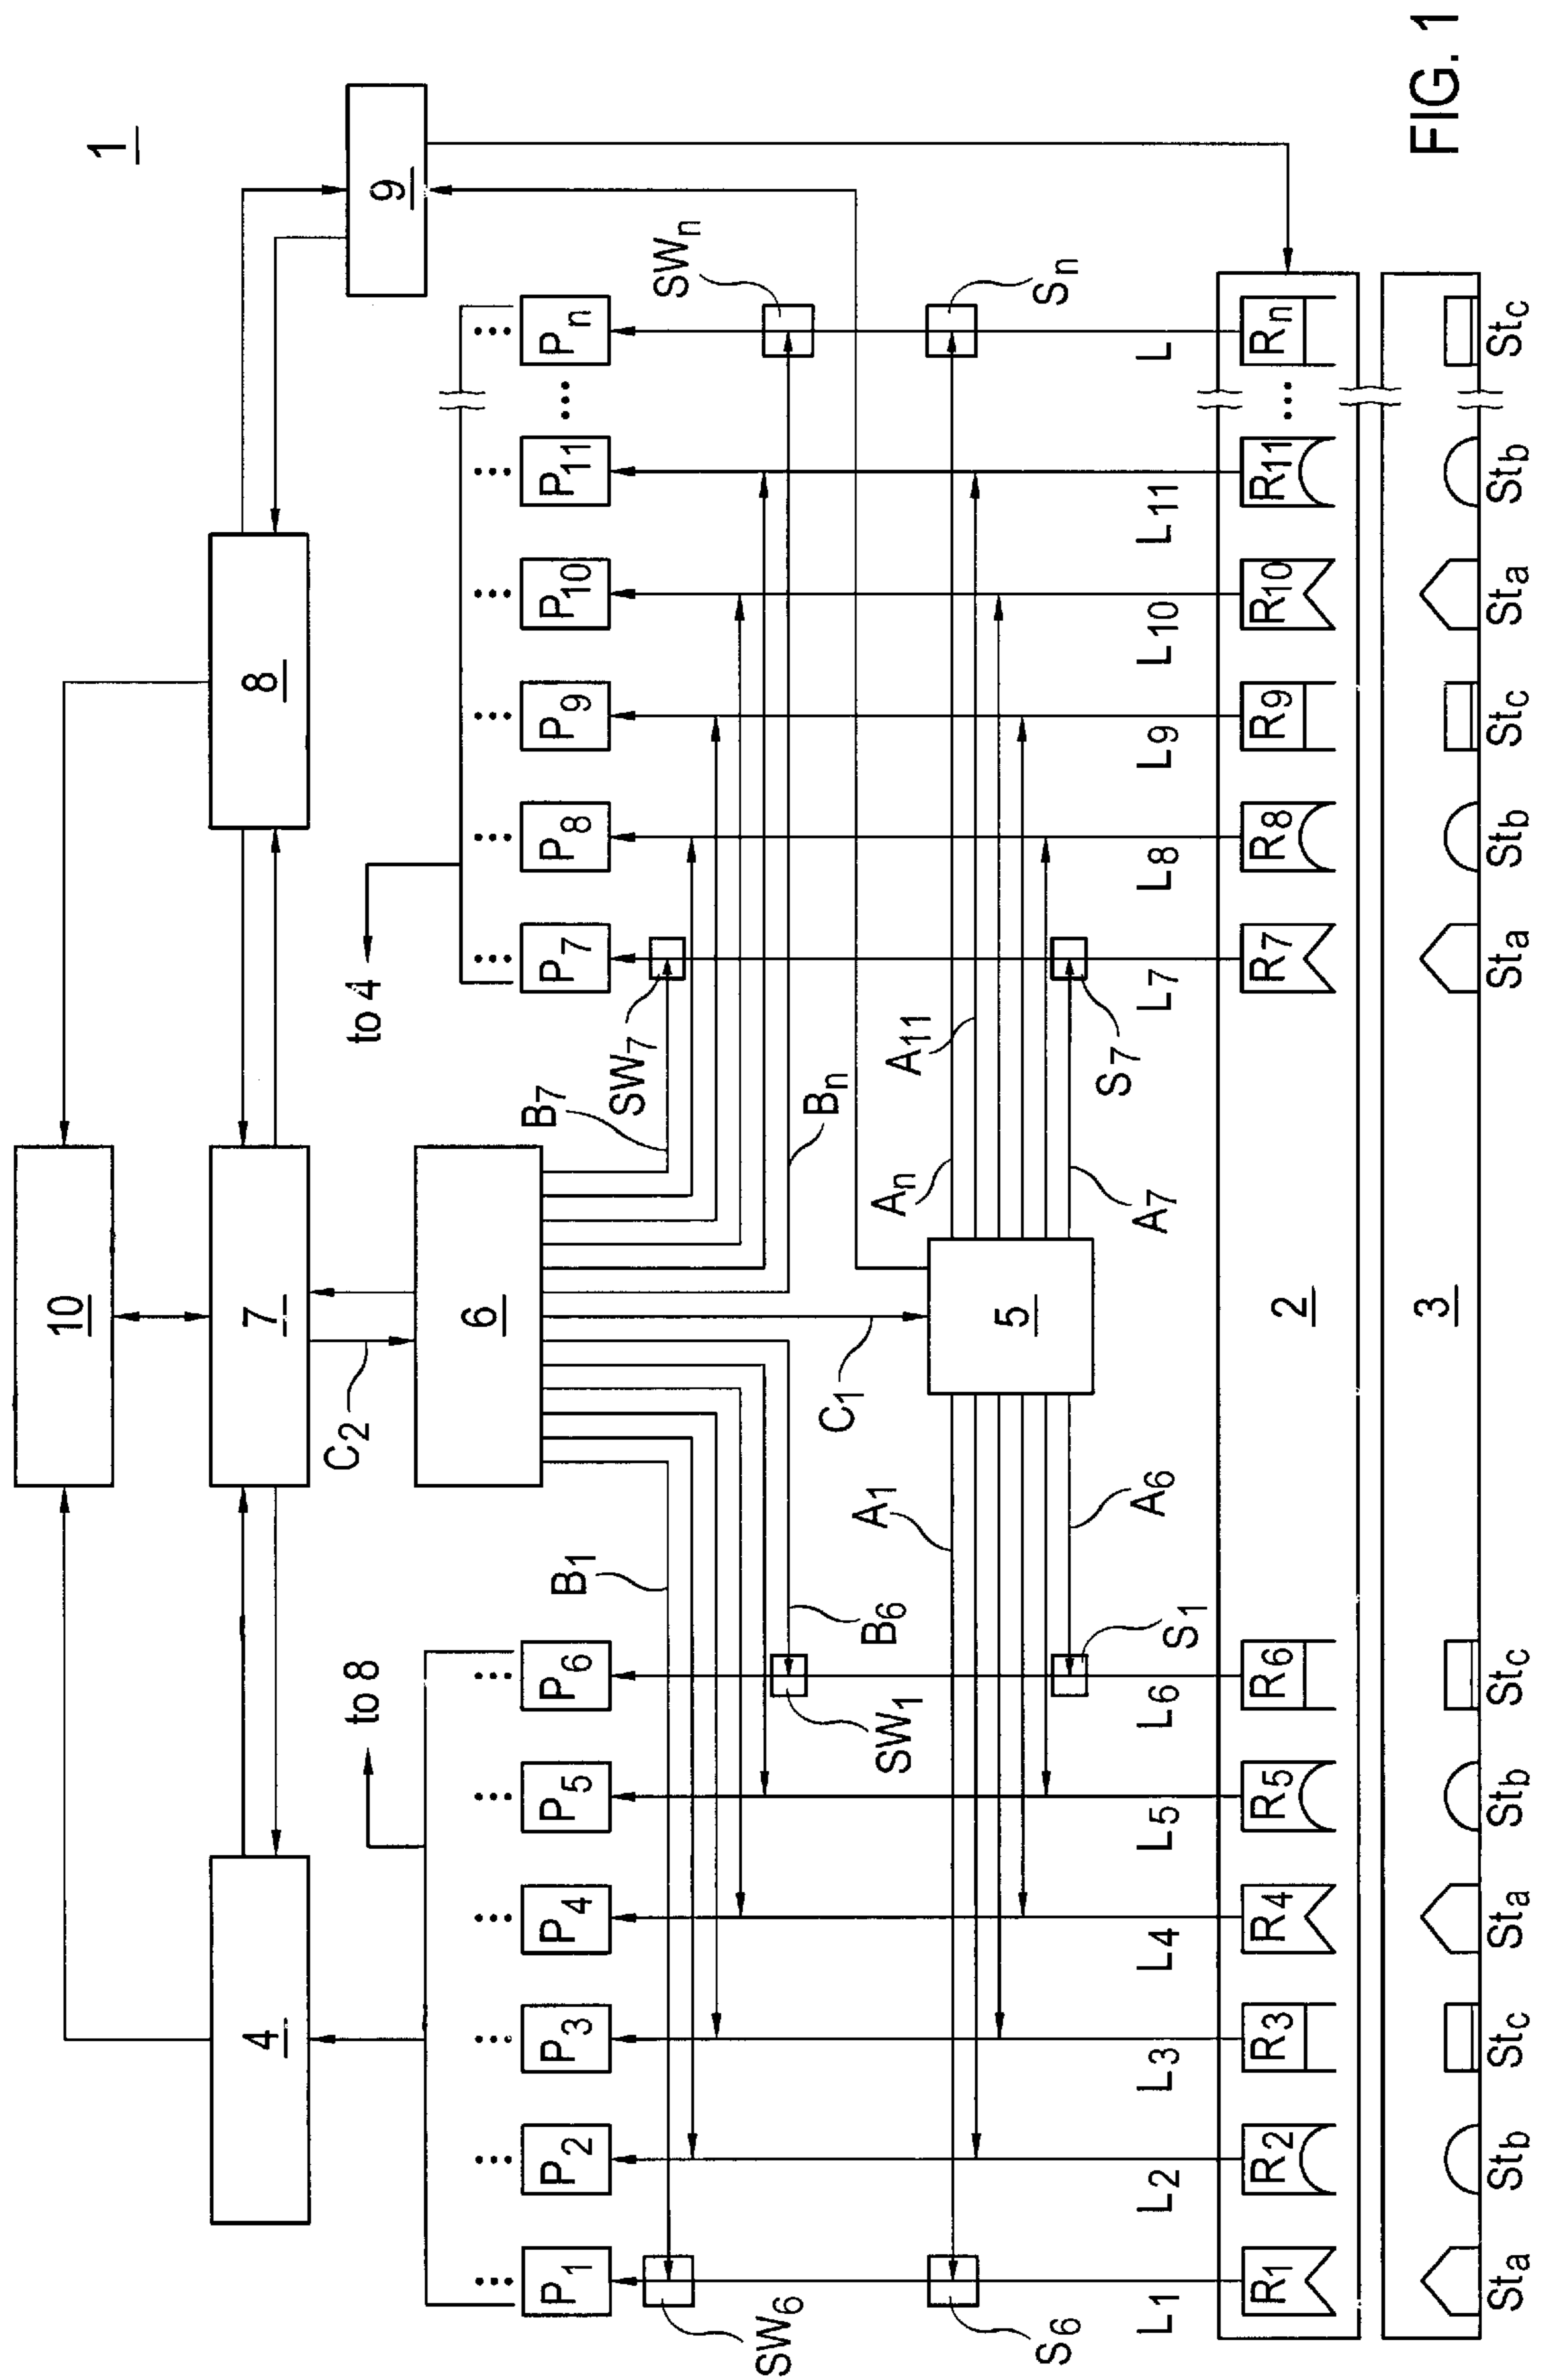 1
10
8
4
7
9
C2
6
to 8
to 4
P1 P2 P3 P4 P5 P6 P7 P8 P9 P10 P11 ... Pn
SW6 B1 B7 SW7 SWn
SW1 B6 Bn
C1
S6 A1 An A11 Sn
5
S1 A6 A7 S7
L1 L2 L3 L4 L5 L6 L7 L8 L9 L10 L11 L
R1 R2 R3 R4 R5 R6 2 R7 R8 R9 R10 R11 ... Rn
3
Sta Stb Stc Sta Stb Stc Sta Stb Stc Sta Stb Stc
FIG. 1